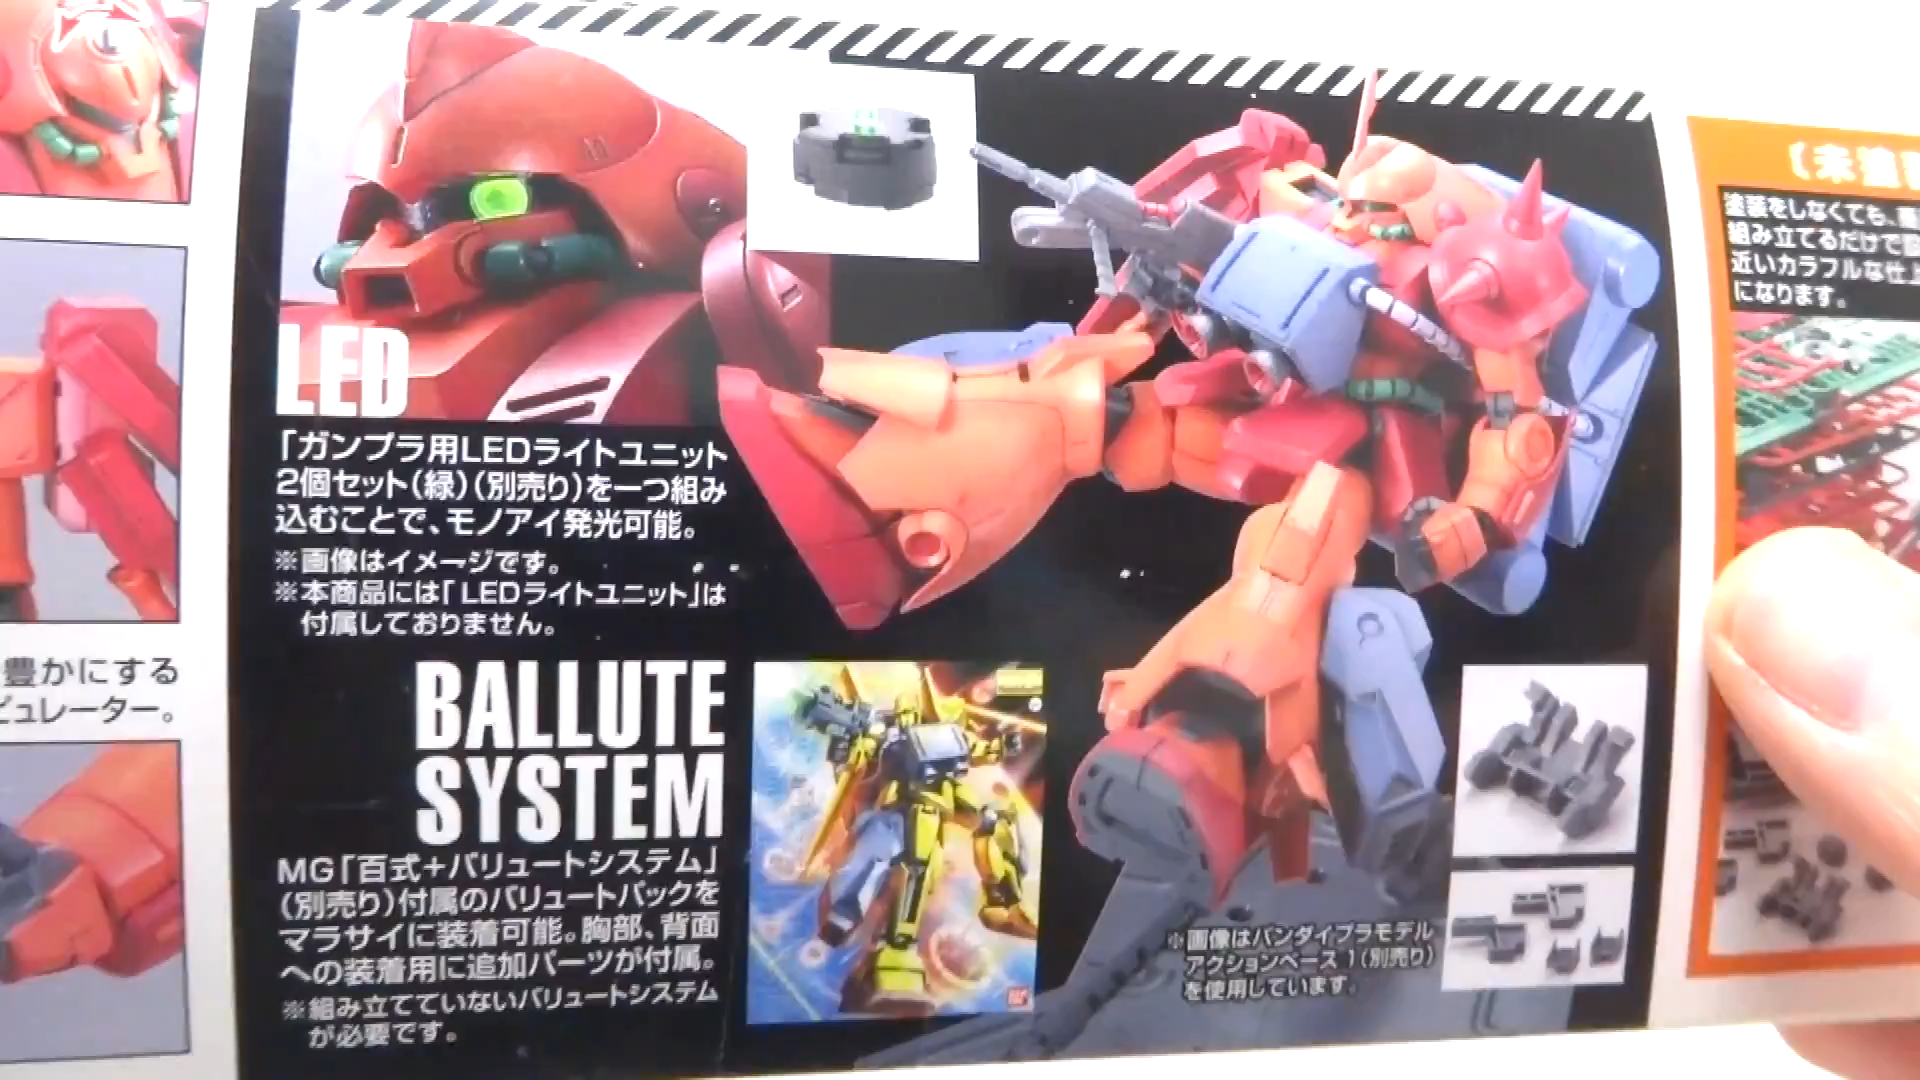 LED
「ガンプラ用LEDライトユニット
2個セット(緑)(別売り)を一つ組み
込むことで、モノアイ発光可能。
※画像はイメージです。
※本商品には「LEDライトユニット」は
付属しておりません。
BALLUTE
SYSTEM
MG「百式+バリュートシステム」
(別売り)付属のバリュートパックを
マラサイに装着可能。胸部、背面
への装着用に追加パーツが付属。
※組み立てていないバリュートシステム
が必要です。
※画像はバンダイプラモデル
アクションベース1(別売り)
を使用しています。
豊かにする
ピュレーター。
塗装をしなくても、
組み立てるだけで
近いカラフルな仕上
になります。